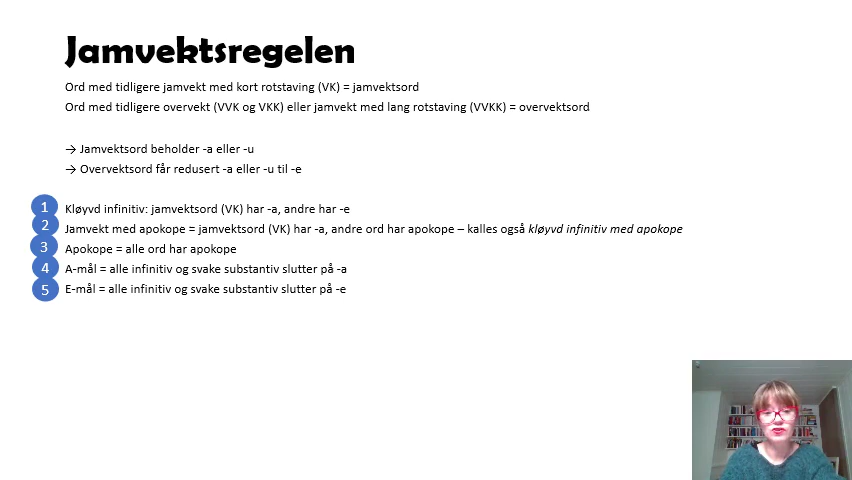 Jamvektsregelen
Ord med tidligere jamvekt med kort rotstaving (VK) = jamvektsord
Ord med tidligere overvekt (VVK og VKK) eller jamvekt med lang rotstaving (VVKK) = overvektsord
→ Jamvektsord beholder -a eller -u
→ Overvektsord får redusert -a eller -u til -e
1 Kløyvd infinitiv: jamvektsord (VK) har -a, andre har -e
2 Jamvekt med apokope = jamvektsord (VK) har -a, andre ord har apokope – kalles også kløyvd infinitiv med apokope
3 Apokope = alle ord har apokope
4 A-mål = alle infinitiv og svake substantiv slutter på -a
5 E-mål = alle infinitiv og svake substantiv slutter på -e